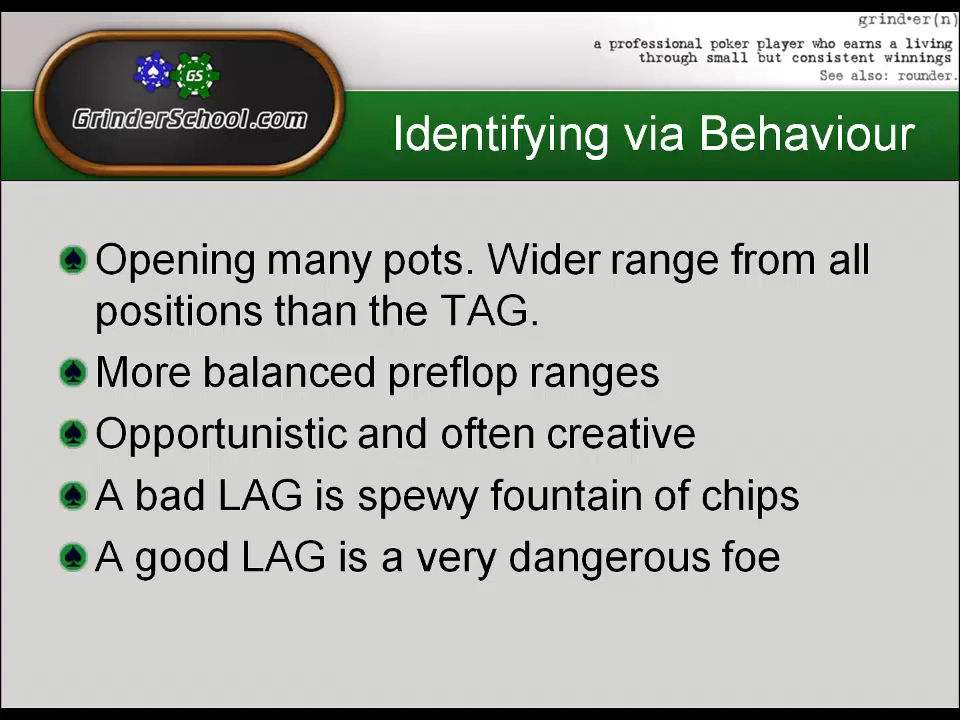 grind•er(n)
a professional poker player who earns a living
through small but consistent winnings
See also: rounder.
GS
GrinderSchool.com
Identifying via Behaviour
Opening many pots. Wider range from all
positions than the TAG.
More balanced preflop ranges
Opportunistic and often creative
A bad LAG is spewy fountain of chips
A good LAG is a very dangerous foe